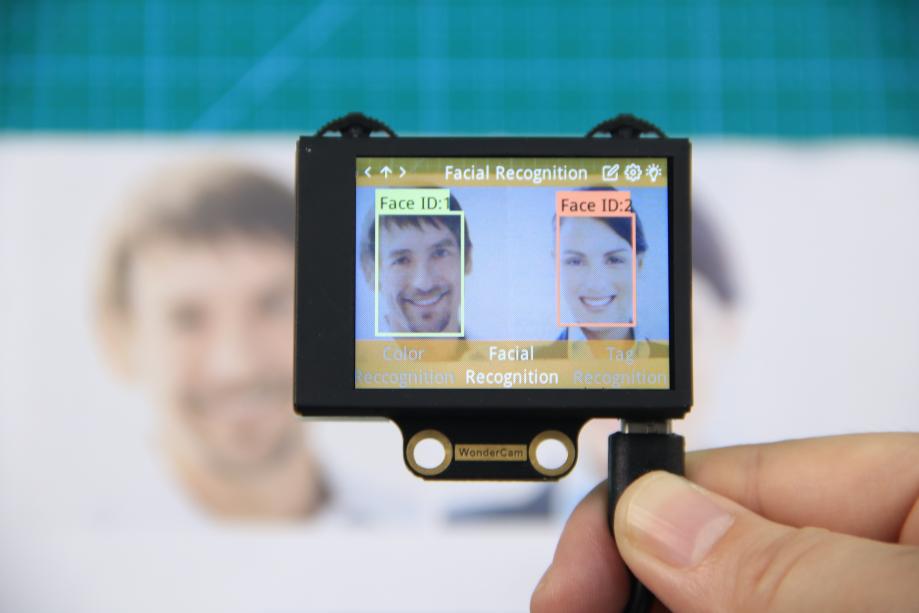 Facial Recognition
Face ID:1
Face ID:2
Color Facial Tag
Reccognition Recognition Recognition
WonderCam